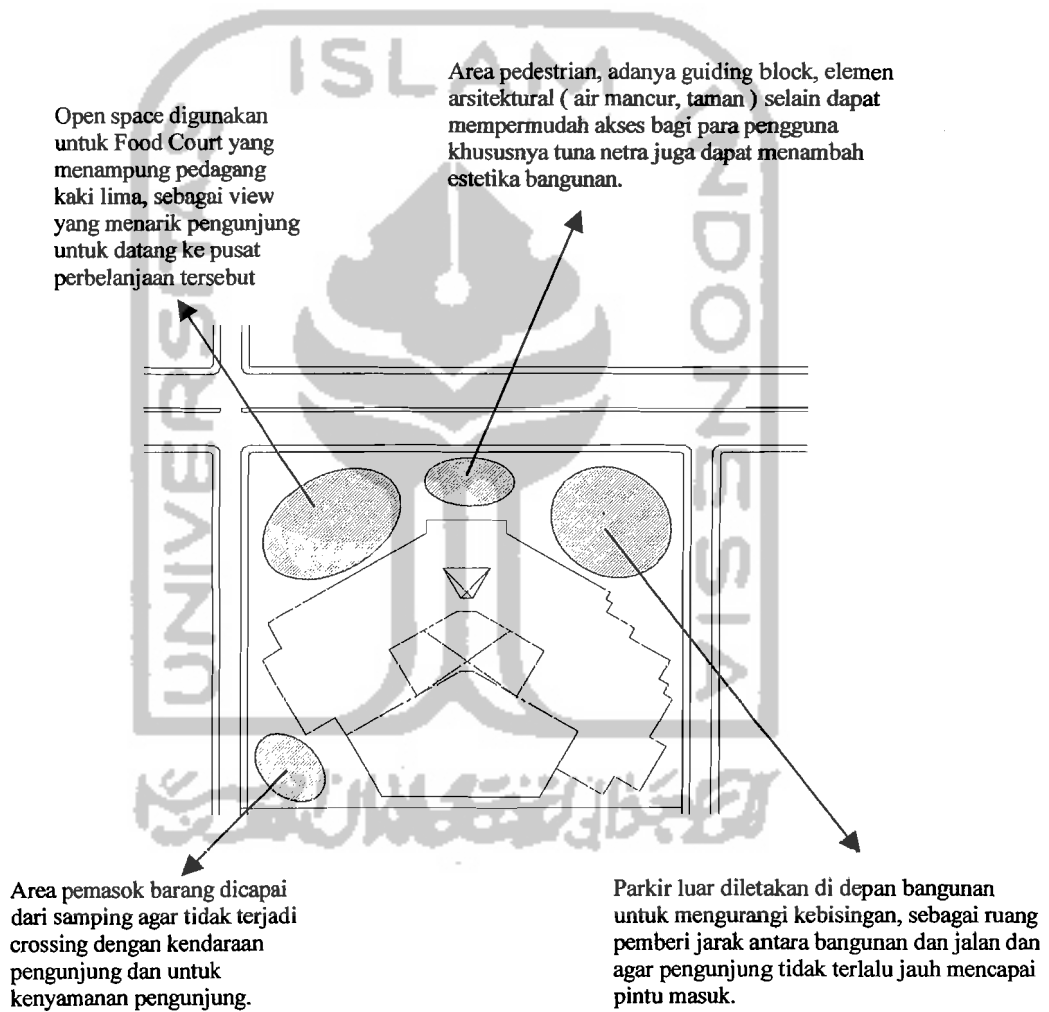 ISLAM
UNIVERSITAS
INDONESIA
Open space digunakan
untuk Food Court yang
menampung pedagang
kaki lima, sebagai view
yang menarik pengunjung
untuk datang ke pusat
perbelanjaan tersebut
Area pedestrian, adanya guiding block, elemen
arsitektural ( air mancur, taman ) selain dapat
mempermudah akses bagi para pengguna
khususnya tuna netra juga dapat menambah
estetika bangunan.
Area pemasok barang dicapai
dari samping agar tidak terjadi
crossing dengan kendaraan
pengunjung dan untuk
kenyamanan pengunjung.
Parkir luar diletakan di depan bangunan
untuk mengurangi kebisingan, sebagai ruang
pemberi jarak antara bangunan dan jalan dan
agar pengunjung tidak terlalu jauh mencapai
pintu masuk.